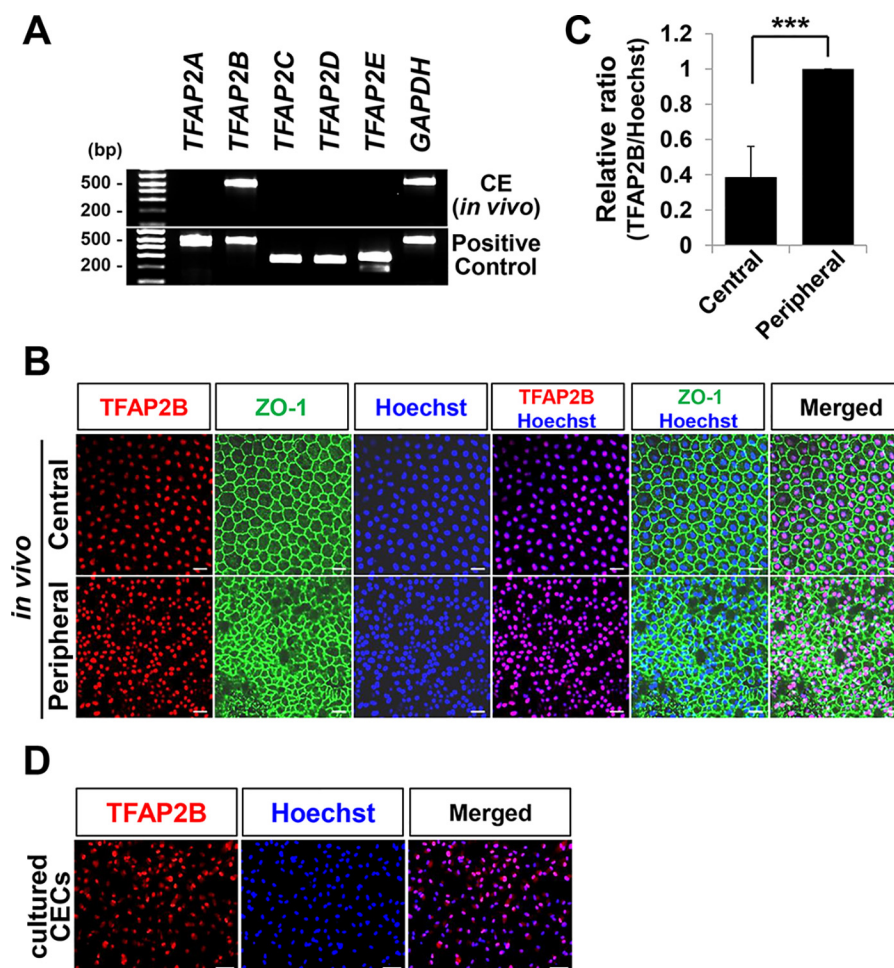 A
TFAP2A
TFAP2B
TFAP2C
TFAP2D
TFAP2E
GAPDH
(bp)
500 -
200 -
CE
(in vivo)
500 -
200 -
Positive
Control
C
Relative ratio
(TFAP2B/Hoechst)
1.2
1
0.8
0.6
0.4
0.2
0
***
Central
Peripheral
B
TFAP2B
ZO-1
Hoechst
TFAP2B
Hoechst
ZO-1
Hoechst
Merged
in vivo
Central
Peripheral
D
TFAP2B
Hoechst
Merged
cultured
CECs